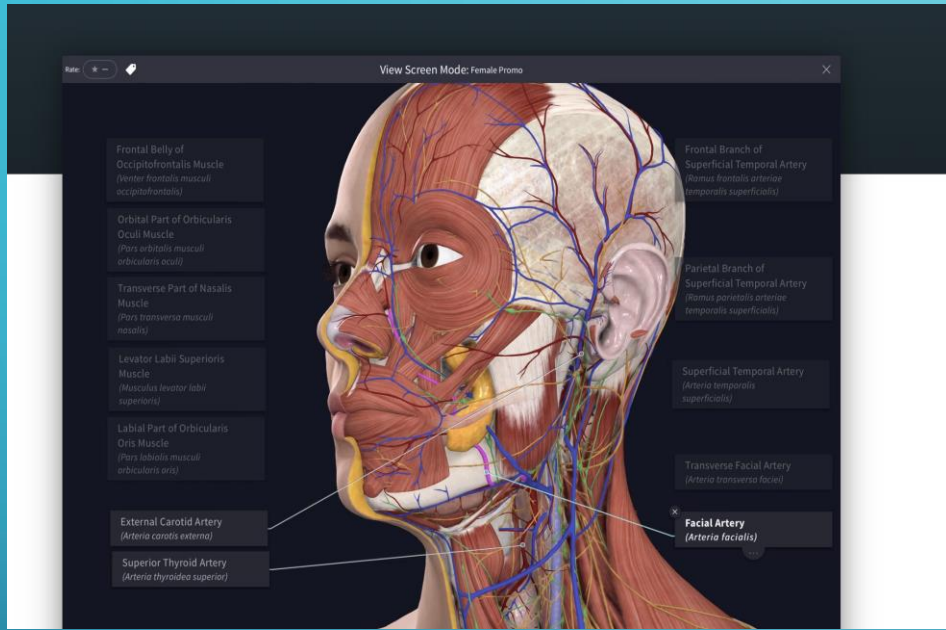 Rate:
View Screen Mode: Female Promo
Frontal Belly of
Occipitofrontalis Muscle
(Venter frontalis musculi
occipitofrontalis)
Orbital Part of Orbicularis
Oculi Muscle
(Pars orbitalis musculi
orbicularis oculi)
Transverse Part of Nasalis
Muscle
(Pars transversa musculi
nasalis)
Levator Labii Superioris
Muscle
(Musculus levator labii
superioris)
Labial Part of Orbicularis
Oris Muscle
(Pars labialis musculi
orbicularis oris)
External Carotid Artery
(Arteria carotis externa)
Superior Thyroid Artery
(Arteria thyroidea superior)
Frontal Branch of
Superficial Temporal Artery
(Ramus frontalis arteriae
temporalis superficialis)
Parietal Branch of
Superficial Temporal Artery
(Ramus parietalis arteriae
temporalis superficialis)
Superficial Temporal Artery
(Arteria temporalis
superficialis)
Transverse Facial Artery
(Arteria transversa faciei)
Facial Artery
(Arteria facialis)